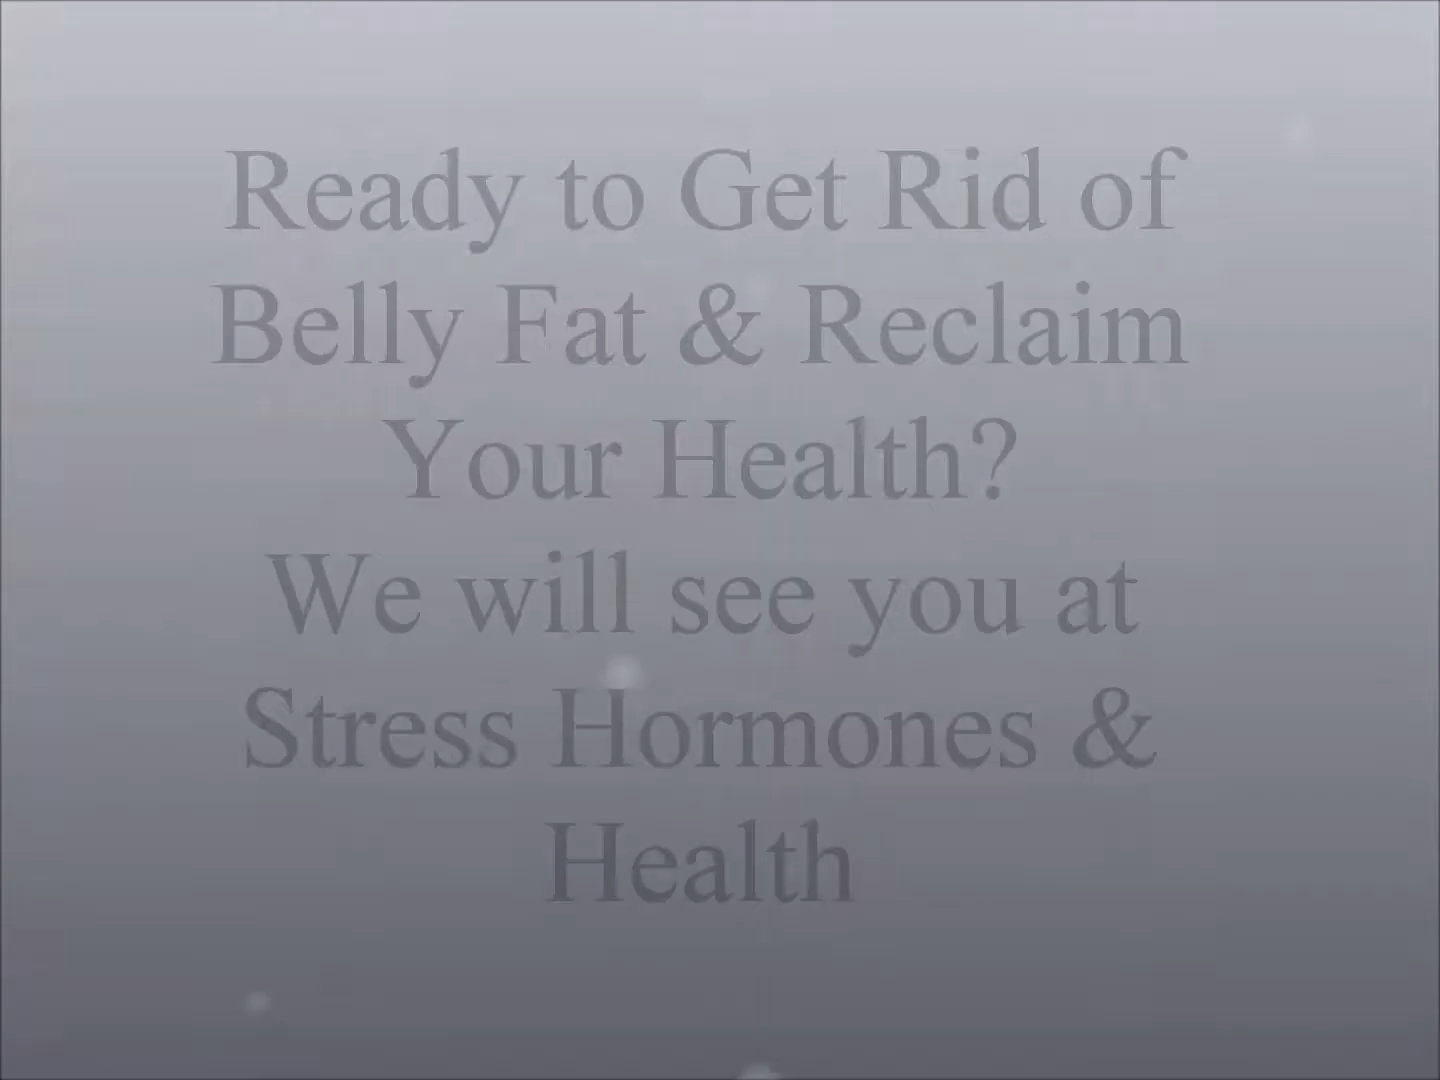 Ready to Get Rid of
Belly Fat & Reclaim
Your Health?
We will see you at
Stress Hormones &
Health